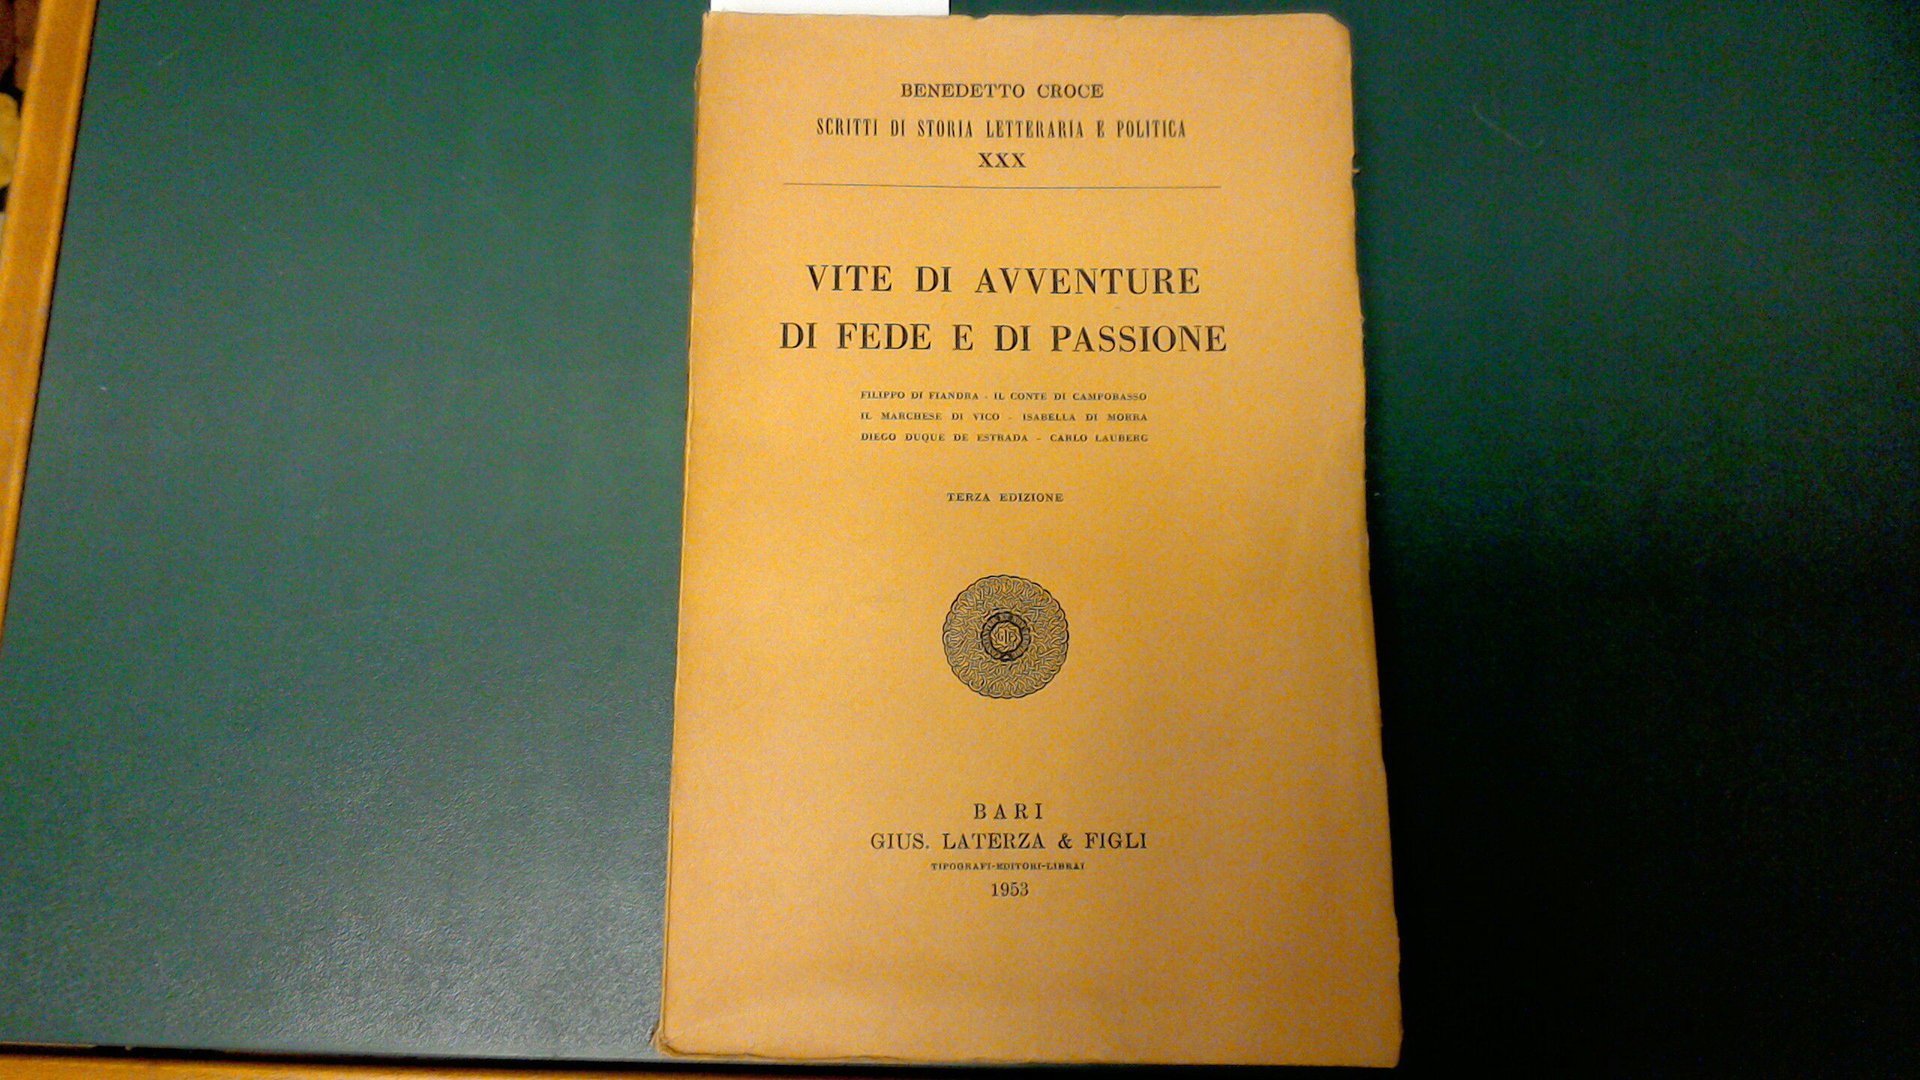 BENEDETTO CROCE
SCRITTI DI STORIA LETTERARIA E POLITICA
XXX
VITE DI AVVENTURE
DI FEDE E DI PASSIONE
FILIPPO DI FIANDRA - IL CONTE DI CAMPOBASSO
IL MARCHESE DI VICO - ISABELLA DI MORRA
DIEGO DUQUE DE ESTRADA - CARLO LAUBERG
TERZA EDIZIONE
BARI
GIUS. LATERZA & FIGLI
TIPOGRAFI-EDITORI-LIBRAI
1953